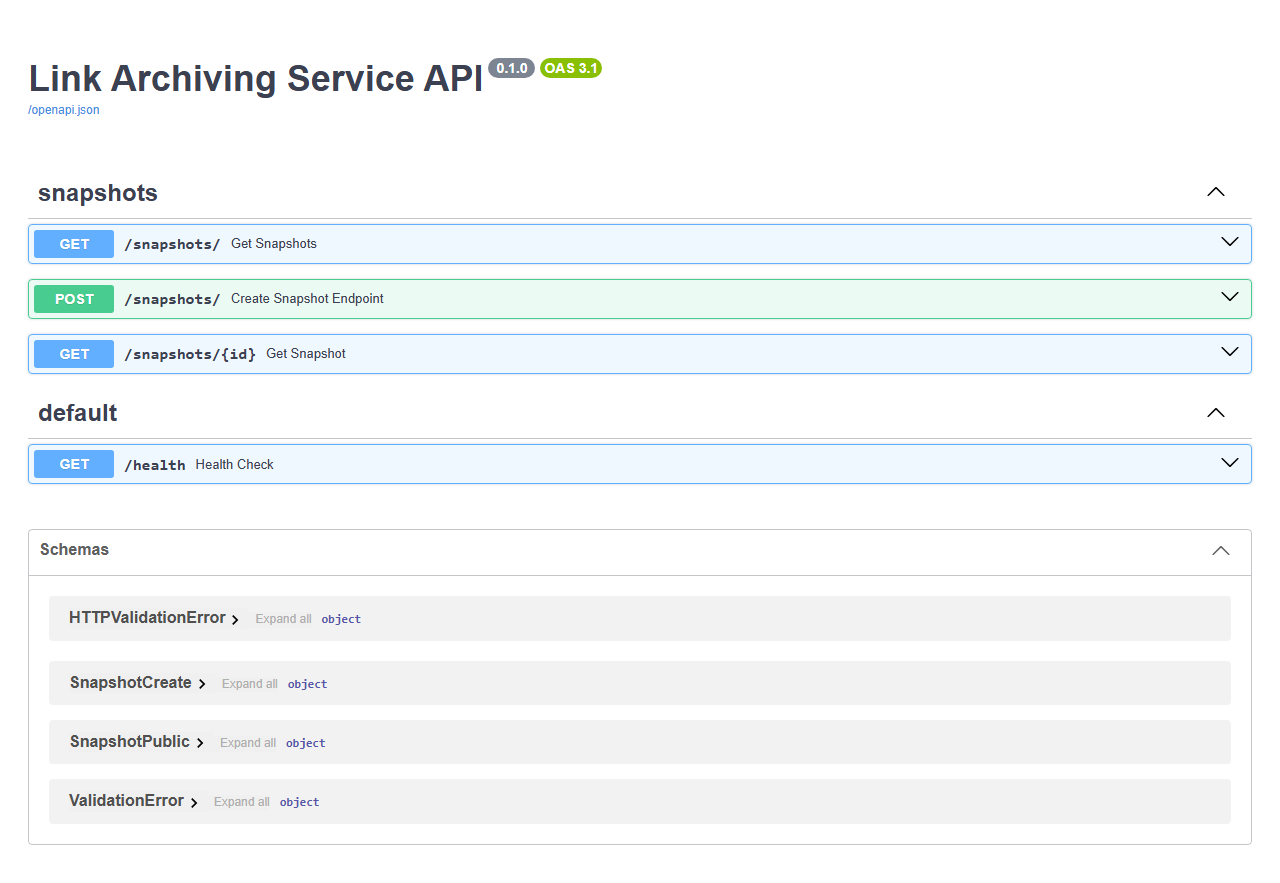 Link Archiving Service API 0.1.0 OAS 3.1
/openapi.json
snapshots
GET /snapshots/ Get Snapshots
POST /snapshots/ Create Snapshot Endpoint
GET /snapshots/{id} Get Snapshot
default
GET /health Health Check
Schemas
HTTPValidationError Expand all object
SnapshotCreate Expand all object
SnapshotPublic Expand all object
ValidationError Expand all object